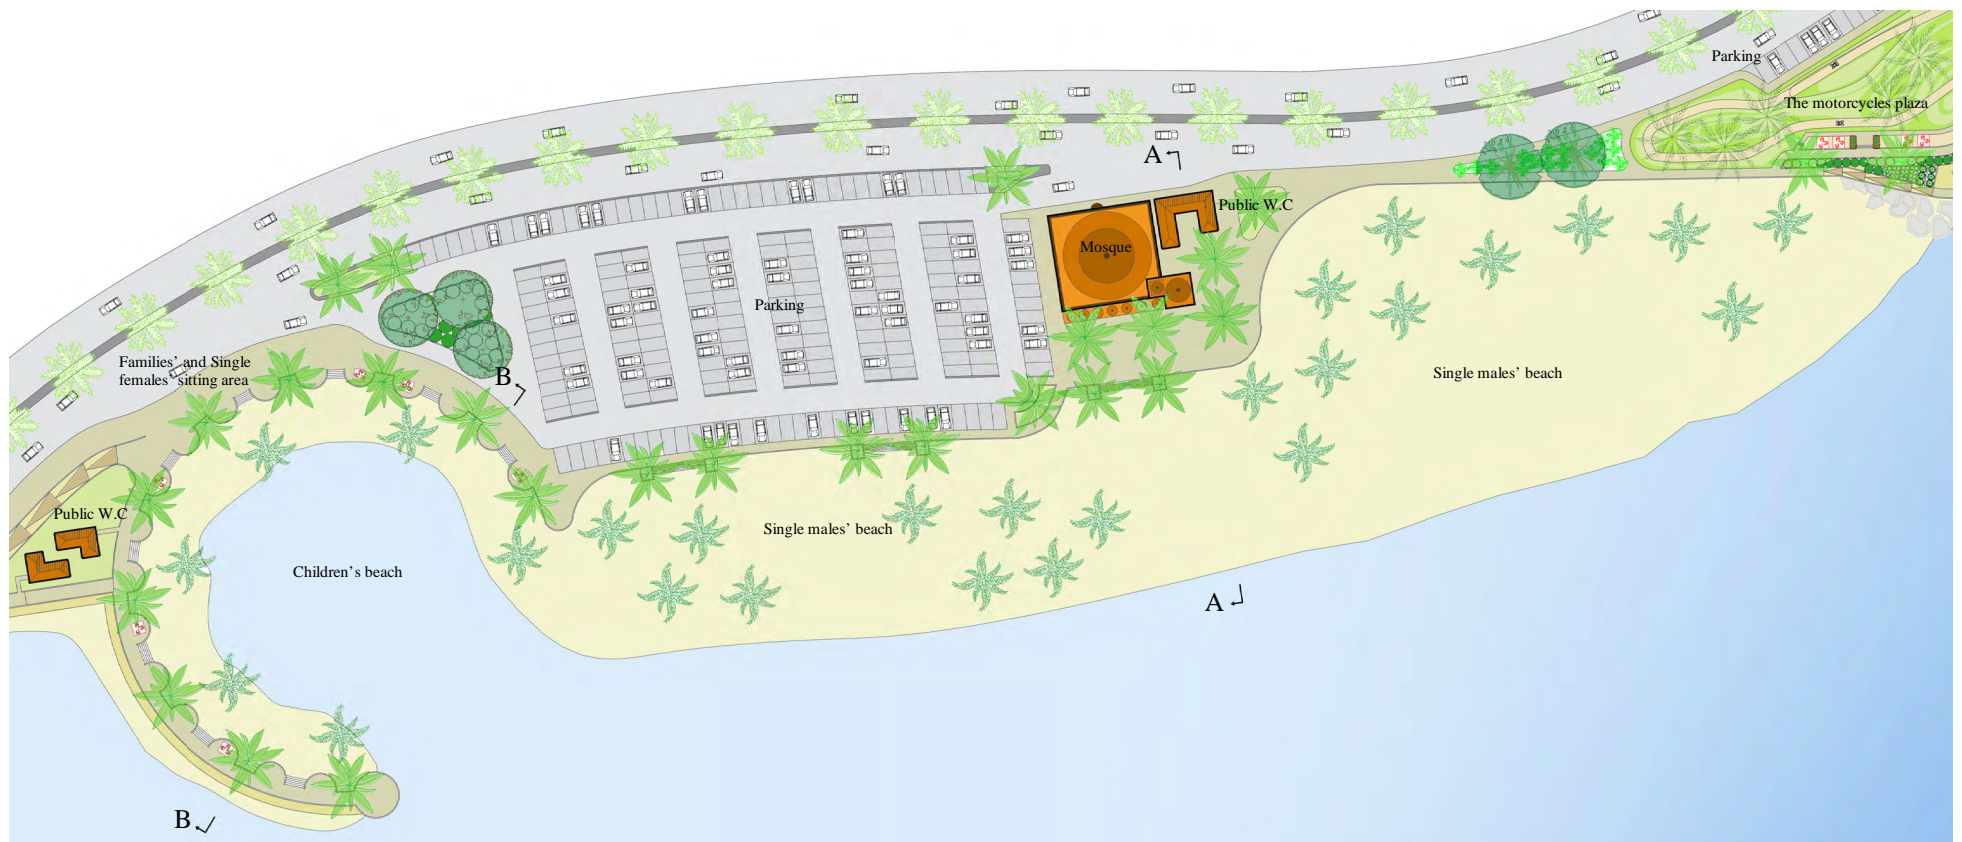 Parking
The motorcycles plaza
A
Public W.C
Mosque
Parking
Families' and Single
females' sitting area
B
Single males' beach
Public W.C
Single males' beach
Children's beach
A
B